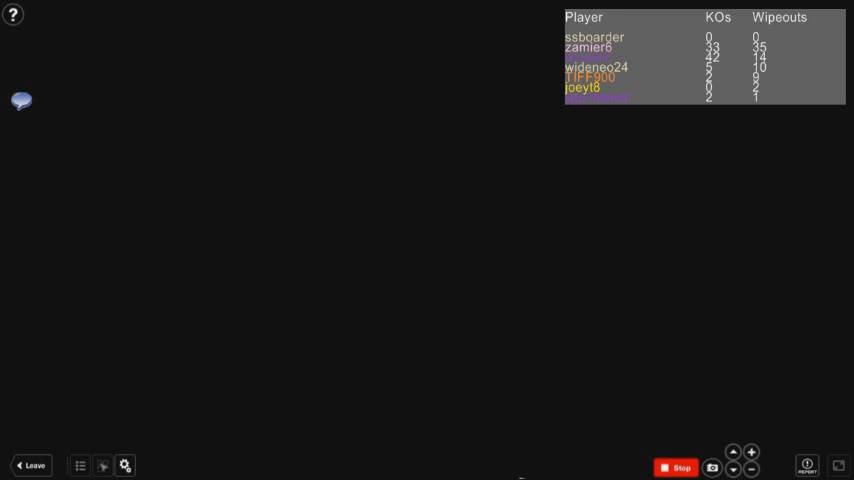 ?
Player KOs Wipeouts
ssboarder 0 0
zamier6 33 35
42 14
wideneo24 5 10
TIFF900 2 9
joeyt8 0 2
2 1
Leave
Stop
REPORT